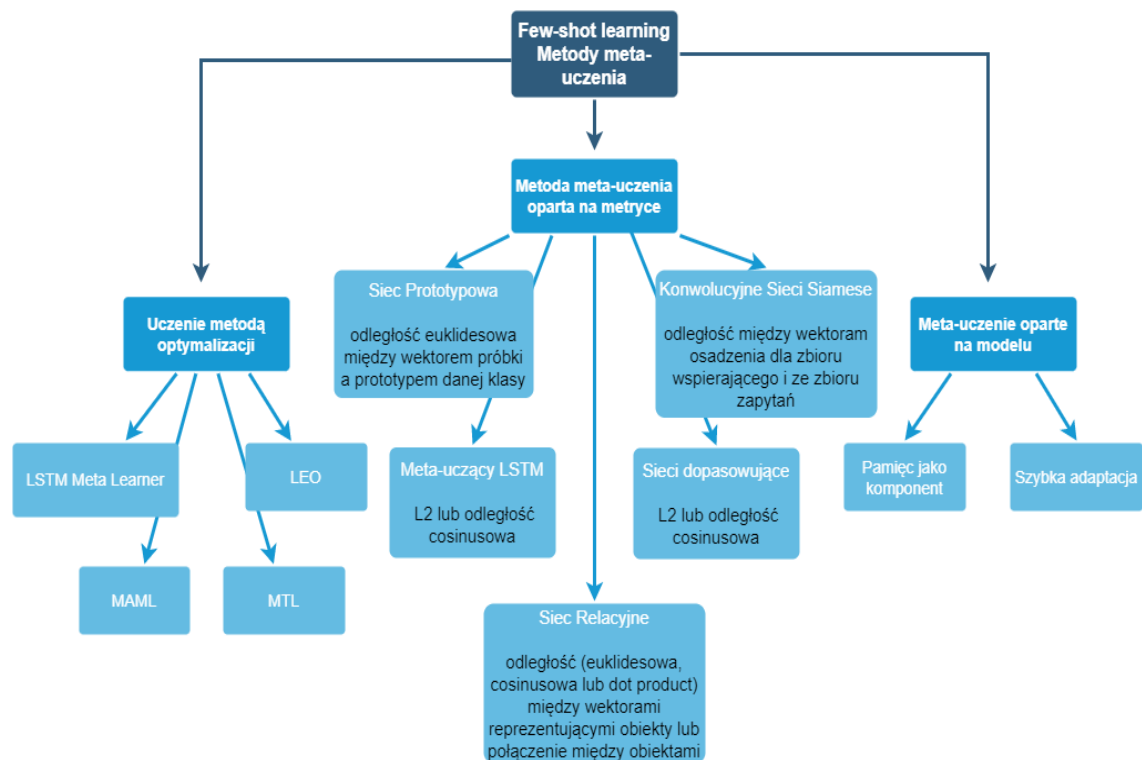 Few-shot learning
Metody meta-
uczenia
Metoda meta-uczenia
oparta na metryce
Siec Prototypowa
odległość euklidesowa
między wektorem próbki
a prototypem danej klasy
Konwolucyjne Sieci Siamese
odległość między wektoram
osadzenia dla zbioru
wspierającego i ze zbioru
zapytań
Uczenie metodą
optymalizacji
Meta-uczenie oparte
na modelu
LSTM Meta Learner
LEO
Meta-uczący LSTM
L2 lub odległość
cosinusowa
Sieci dopasowujące
L2 lub odległość
cosinusowa
Pamięc jako
komponent
Szybka adaptacja
MAML
MTL
Siec Relacyjne
odległość (euklidesowa,
cosinusowa lub dot product)
między wektorami
reprezentującymi obiekty lub
połączenie między obiektami